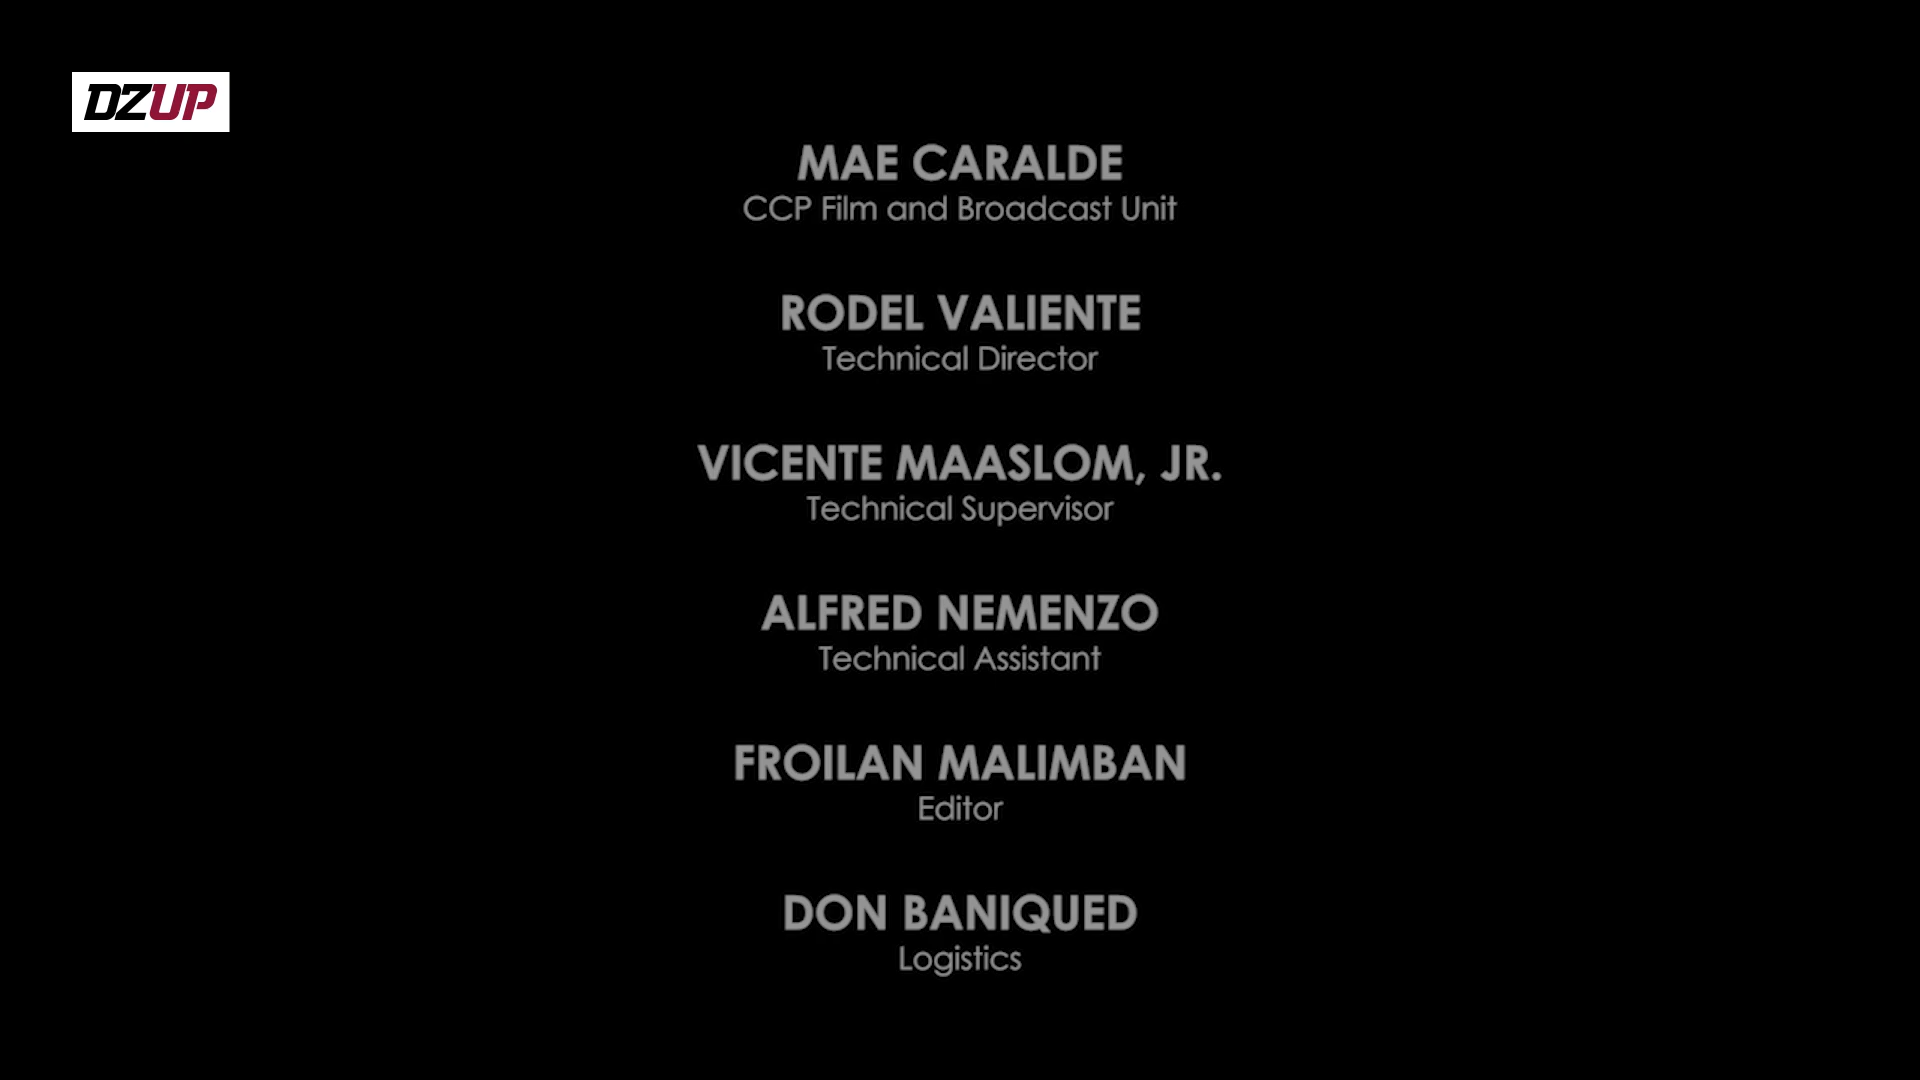 DZUP
MAE CARALDE
CCP Film and Broadcast Unit
RODEL VALIENTE
Technical Director
VICENTE MAASLOM, JR.
Technical Supervisor
ALFRED NEMENZO
Technical Assistant
FROILAN MALIMBAN
Editor
DON BANIQUED
Logistics